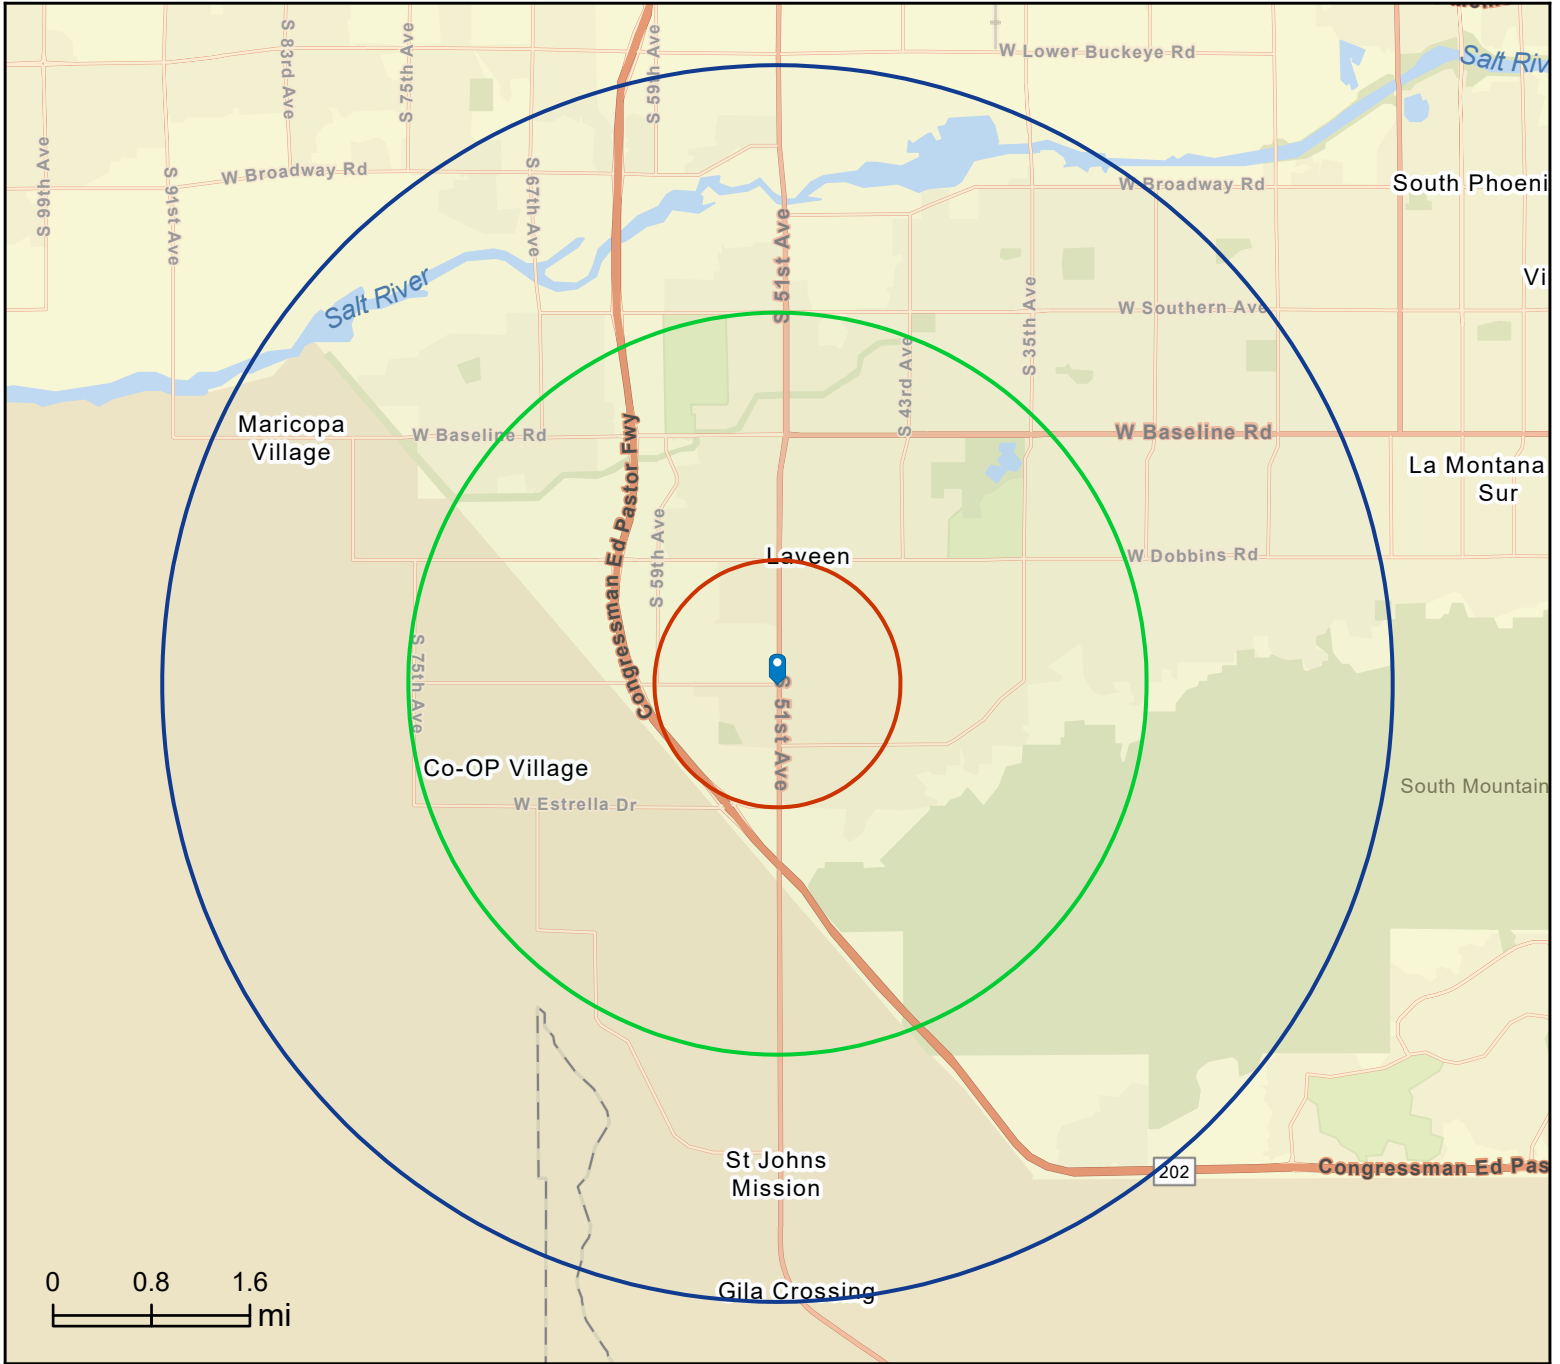 S 83rd Ave
S 75th Ave
S 59th Ave
W Lower Buckeye Rd
Salt Riv
S 99th Ave
S 91st Ave
W Broadway Rd
S 67th Ave
W Broadway Rd
South Phoeni
S 51st Ave
Vi
Salt River
W Southern Ave
S 35th Ave
S 43rd Ave
Maricopa
Village
W Baseline Rd
W Baseline Rd
La Montana
Sur
Congressman Ed Pastor Fwy
S 59th Ave
Laveen
W Dobbins Rd
S 75th Ave
S 51st Ave
Co-OP Village
W Estrella Dr
South Mountain
St Johns
Mission
202
Congressman Ed Pas
Gila Crossing
0 0.8 1.6
mi